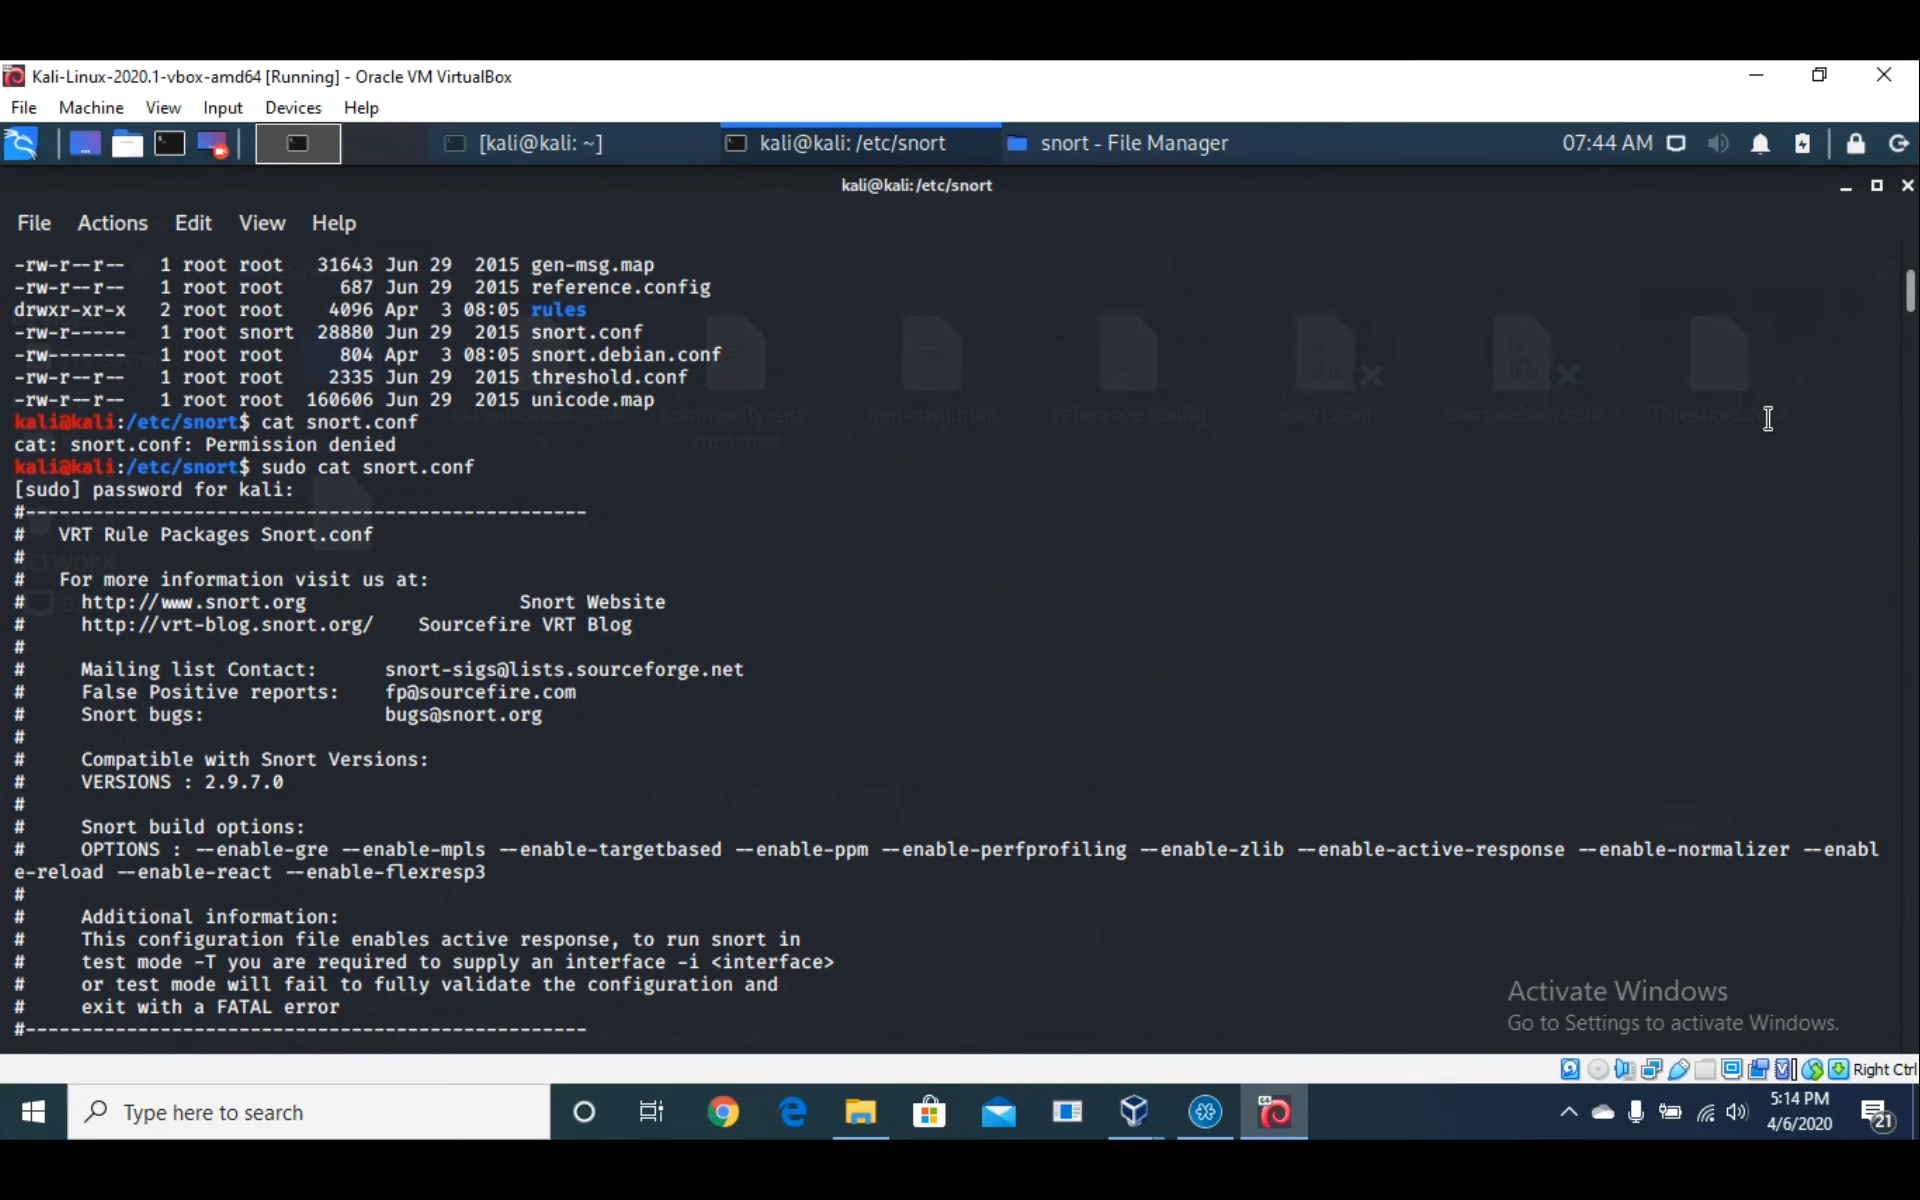 Kali-Linux-2020.1-vbox-amd64 [Running] - Oracle VM VirtualBox
File Machine View Input Devices Help
[kali@kali: ~] kali@kali: /etc/snort snort - File Manager 07:44 AM
kali@kali:/etc/snort
File Actions Edit View Help
-rw-r--r-- 1 root root 31643 Jun 29 2015 gen-msg.map
-rw-r--r-- 1 root root 687 Jun 29 2015 reference.config
drwxr-xr-x 2 root root 4096 Apr 3 08:05 rules
-rw-r----- 1 root snort 28880 Jun 29 2015 snort.conf
-rw------- 1 root root 804 Apr 3 08:05 snort.debian.conf
-rw-r--r-- 1 root root 2335 Jun 29 2015 threshold.conf
-rw-r--r-- 1 root root 160606 Jun 29 2015 unicode.map
kali@kali:/etc/snort$ cat snort.conf
cat: snort.conf: Permission denied
kali@kali:/etc/snort$ sudo cat snort.conf
[sudo] password for kali:
#--------------------------------------------------
# VRT Rule Packages Snort.conf
#
# For more information visit us at:
# http://www.snort.org Snort Website
# http://vrt-blog.snort.org/ Sourcefire VRT Blog
#
# Mailing list Contact: snort-sigs@lists.sourceforge.net
# False Positive reports: fp@sourcefire.com
# Snort bugs: bugs@snort.org
#
# Compatible with Snort Versions:
# VERSIONS : 2.9.7.0
#
# Snort build options:
# OPTIONS : --enable-gre --enable-mpls --enable-targetbased --enable-ppm --enable-perfprofiling --enable-zlib --enable-active-response --enable-normalizer --enabl
e-reload --enable-react --enable-flexresp3
#
# Additional information:
# This configuration file enables active response, to run snort in
# test mode -T you are required to supply an interface -i <interface>
# or test mode will fail to fully validate the configuration and
# exit with a FATAL error
#--------------------------------------------------
Activate Windows
Go to Settings to activate Windows.
Right Ctrl
Type here to search
5:14 PM
4/6/2020
21